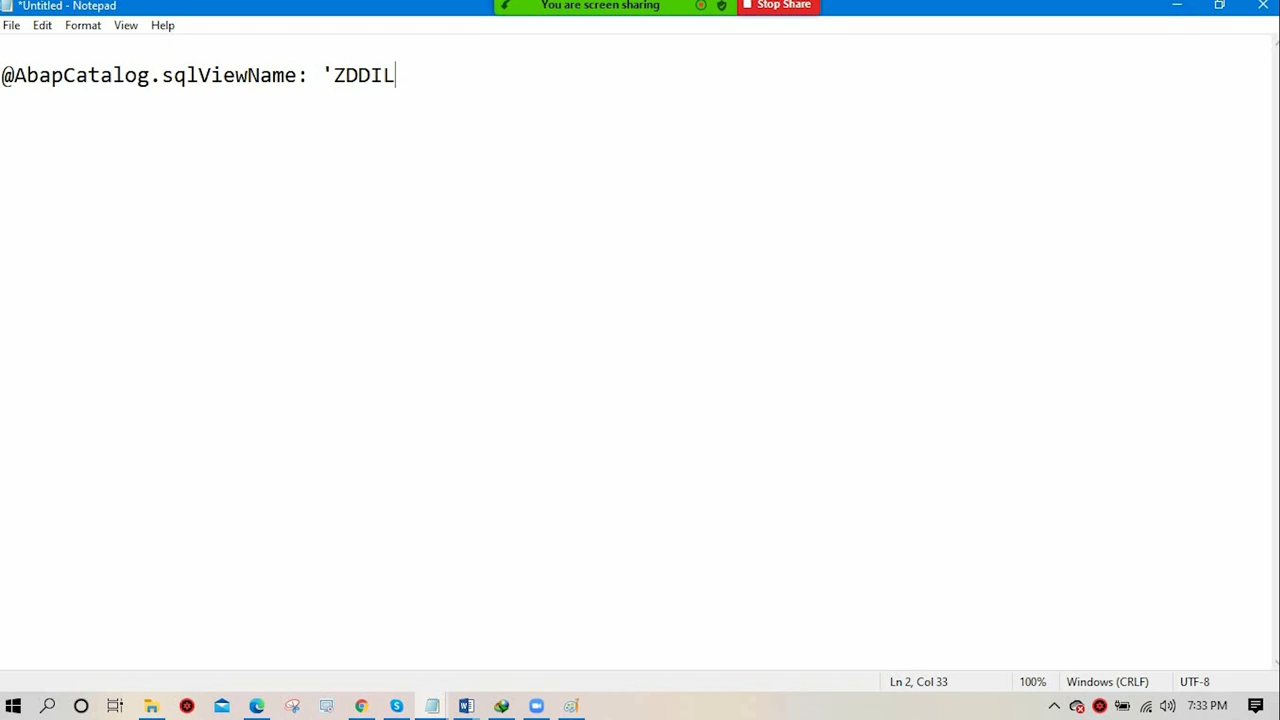 *Untitled - Notepad
You are screen sharing
Stop Share
File Edit Format View Help
@AbapCatalog.sqlViewName: 'ZDDIL
Ln 2, Col 33
100%
Windows (CRLF)
UTF-8
7:33 PM